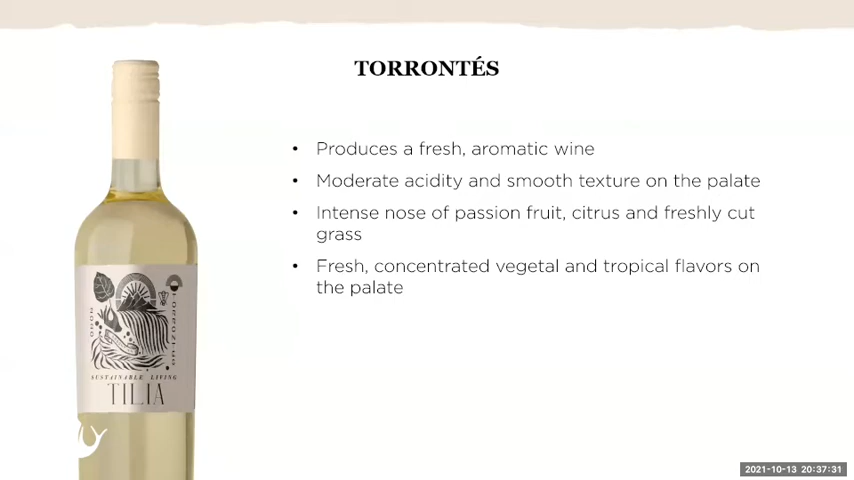 TORRONTÉS
• Produces a fresh, aromatic wine
• Moderate acidity and smooth texture on the palate
• Intense nose of passion fruit, citrus and freshly cut
grass
• Fresh, concentrated vegetal and tropical flavors on
the palate
SUSTAINABLE LIVING
TILIA
2021-10-13 20:37:31